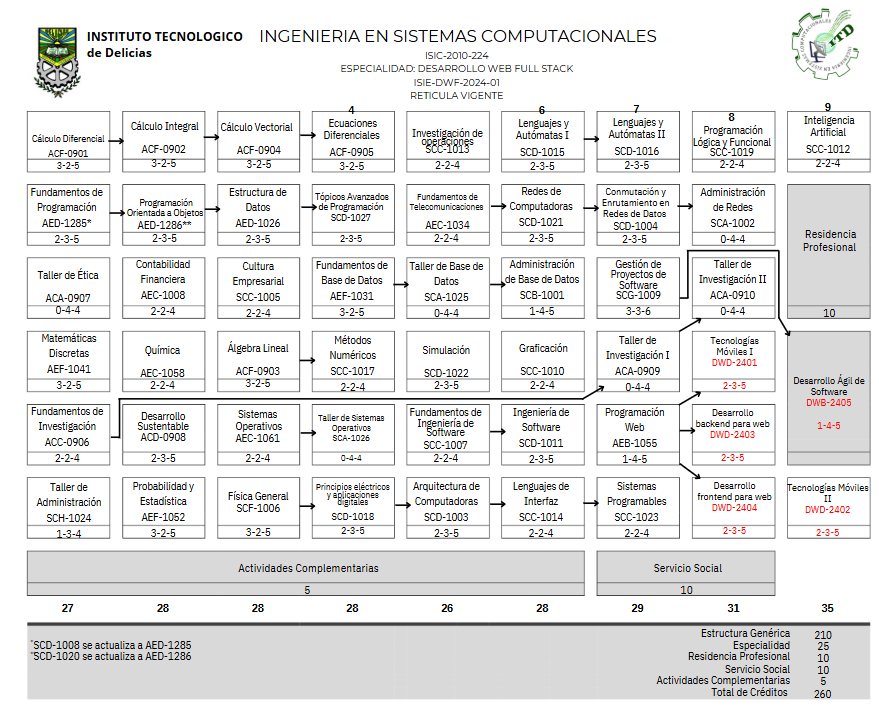 INSTITUTO TECNOLOGICO
de Delicias
INGENIERIA EN SISTEMAS COMPUTACIONALES
ISIC-2010-224
ESPECIALIDAD: DESARROLLO WEB FULL STACK
ISIE-DWF-2024-01
RETICULA VIGENTE
ITD
4
6
7
8
9
Cálculo Diferencial
ACF-0901
3-2-5
Cálculo Integral
ACF-0902
3-2-5
Cálculo Vectorial
ACF-0904
3-2-5
Ecuaciones
Diferenciales
ACF-0905
3-2-5
Investigación de
operaciones
SCC-1013
2-2-4
Lenguajes y
Autómatas I
SCD-1015
2-3-5
Lenguajes y
Autómatas II
SCD-1016
2-3-5
Programación
Lógica y Funcional
SCC-1019
2-2-4
Inteligencia
Artificial
SCC-1012
2-2-4
Fundamentos de
Programación
AED-1285*
2-3-5
Programación
Orientada a Objetos
AED-1286**
2-3-5
Estructura de
Datos
AED-1026
2-3-5
Tópicos Avanzados
de Programación
SCD-1027
2-3-5
Fundamentos de
Telecomunicaciones
AEC-1034
2-2-4
Redes de
Computadoras
SCD-1021
2-3-5
Conmutación y
Enrutamiento en
Redes de Datos
SCD-1004
2-3-5
Administración
de Redes
SCA-1002
0-4-4
Residencia
Profesional
10
Taller de Ética
ACA-0907
0-4-4
Contabilidad
Financiera
AEC-1008
2-2-4
Cultura
Empresarial
SCC-1005
2-2-4
Fundamentos de
Base de Datos
AEF-1031
3-2-5
Taller de Base de
Datos
SCA-1025
0-4-4
Administración
de Base de Datos
SCB-1001
1-4-5
Gestión de
Proyectos de
Software
SCG-1009
3-3-6
Taller de
Investigación II
ACA-0910
0-4-4
Matemáticas
Discretas
AEF-1041
3-2-5
Química
AEC-1058
2-2-4
Álgebra Lineal
ACF-0903
3-2-5
Métodos
Numéricos
SCC-1017
2-2-4
Simulación
SCD-1022
2-3-5
Graficación
SCC-1010
2-2-4
Taller de
Investigación I
ACA-0909
0-4-4
Tecnologías
Móviles I
DWD-2401
2-3-5
Desarrollo Ágil de
Software
DWB-2405
1-4-5
Fundamentos de
Investigación
ACC-0906
2-2-4
Desarrollo
Sustentable
ACD-0908
2-3-5
Sistemas
Operativos
AEC-1061
2-2-4
Taller de Sistemas
Operativos
SCA-1026
0-4-4
Fundamentos de
Ingeniería de
Software
SCC-1007
2-2-4
Ingeniería de
Software
SCD-1011
2-3-5
Programación
Web
AEB-1055
1-4-5
Desarrollo
backend para web
DWD-2403
2-3-5
Taller de
Administración
SCH-1024
1-3-4
Probabilidad y
Estadística
AEF-1052
3-2-5
Física General
SCF-1006
3-2-5
Principios eléctricos
y aplicaciones
digitales
SCD-1018
2-3-5
Arquitectura de
Computadoras
SCD-1003
2-3-5
Lenguajes de
Interfaz
SCC-1014
2-2-4
Sistemas
Programables
SCC-1023
2-2-4
Desarrollo
frontend para web
DWD-2404
2-3-5
Tecnologías Móviles
II
DWD-2402
2-3-5
Actividades Complementarias
5
Servicio Social
10
27 28 28 28 26 28 29 31 35
*SCD-1008 se actualiza a AED-1285
**SCD-1020 se actualiza a AED-1286
Estructura Genérica 210
Especialidad 25
Residencia Profesional 10
Servicio Social 10
Actividades Complementarias 5
Total de Créditos 260